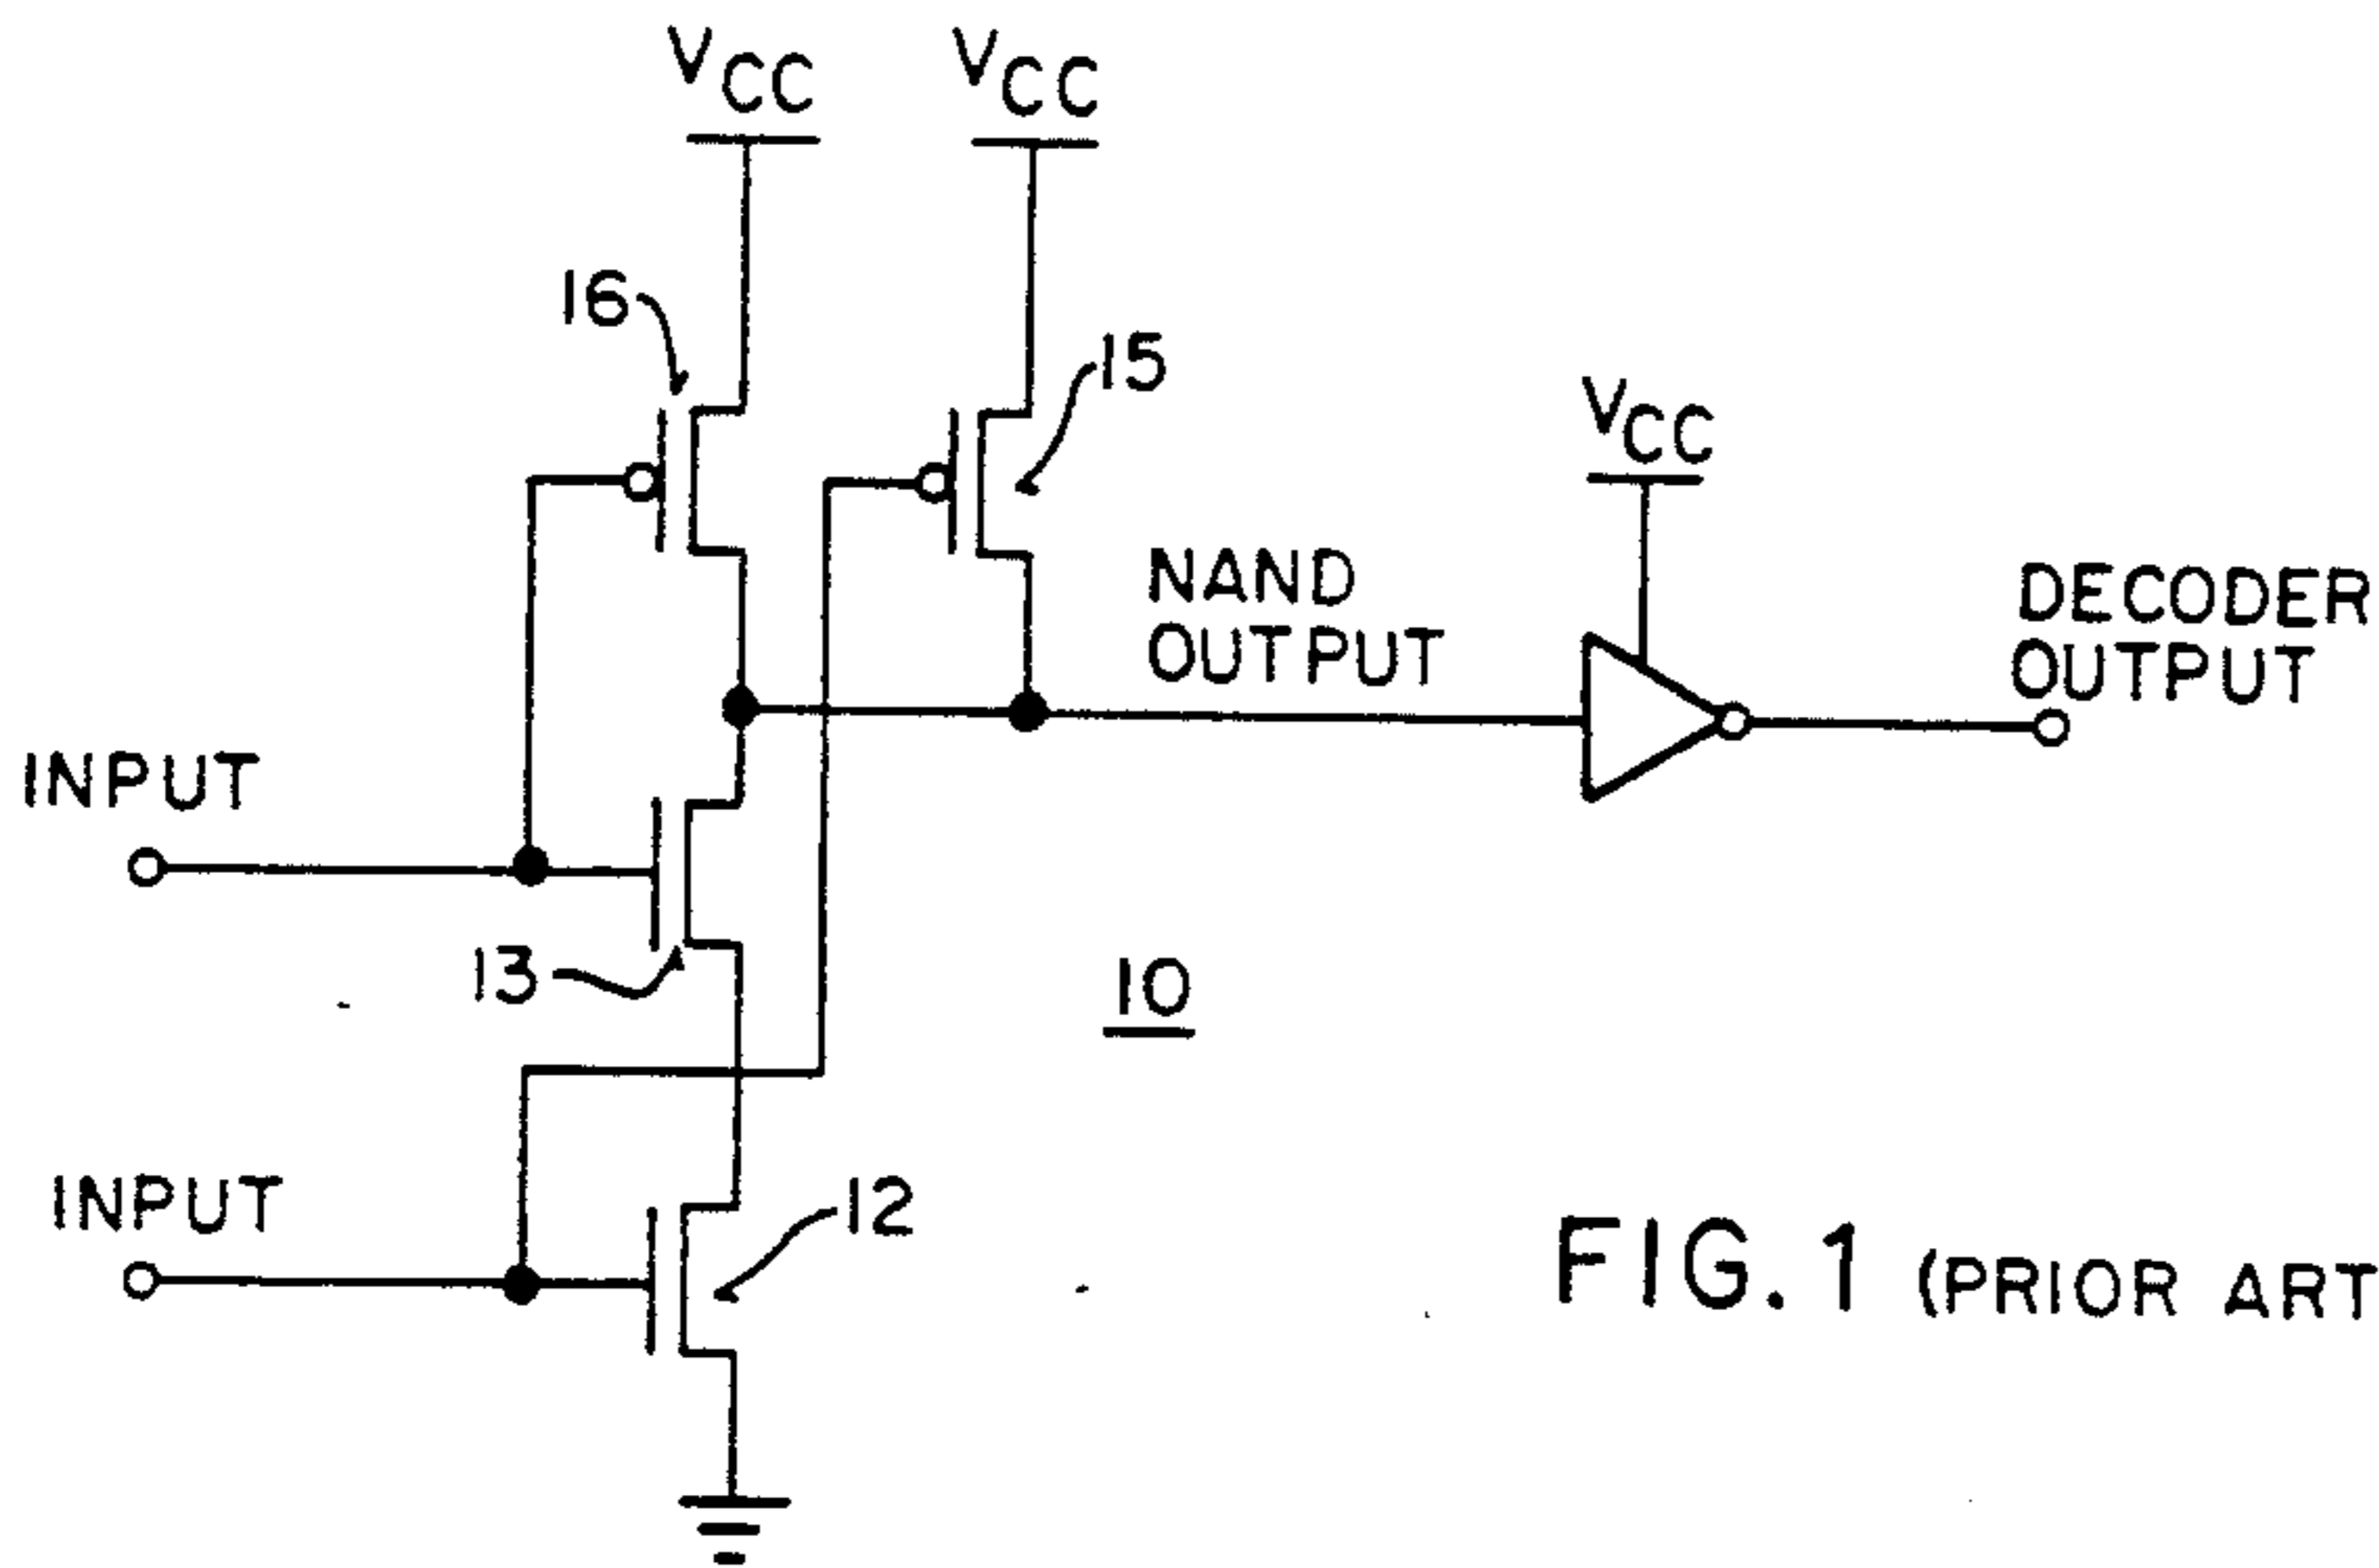 VCC
VCC
16
15
VCC
NAND
OUTPUT
DECODER
OUTPUT
INPUT
13
10
INPUT
12
FIG. 1 (PRIOR ART